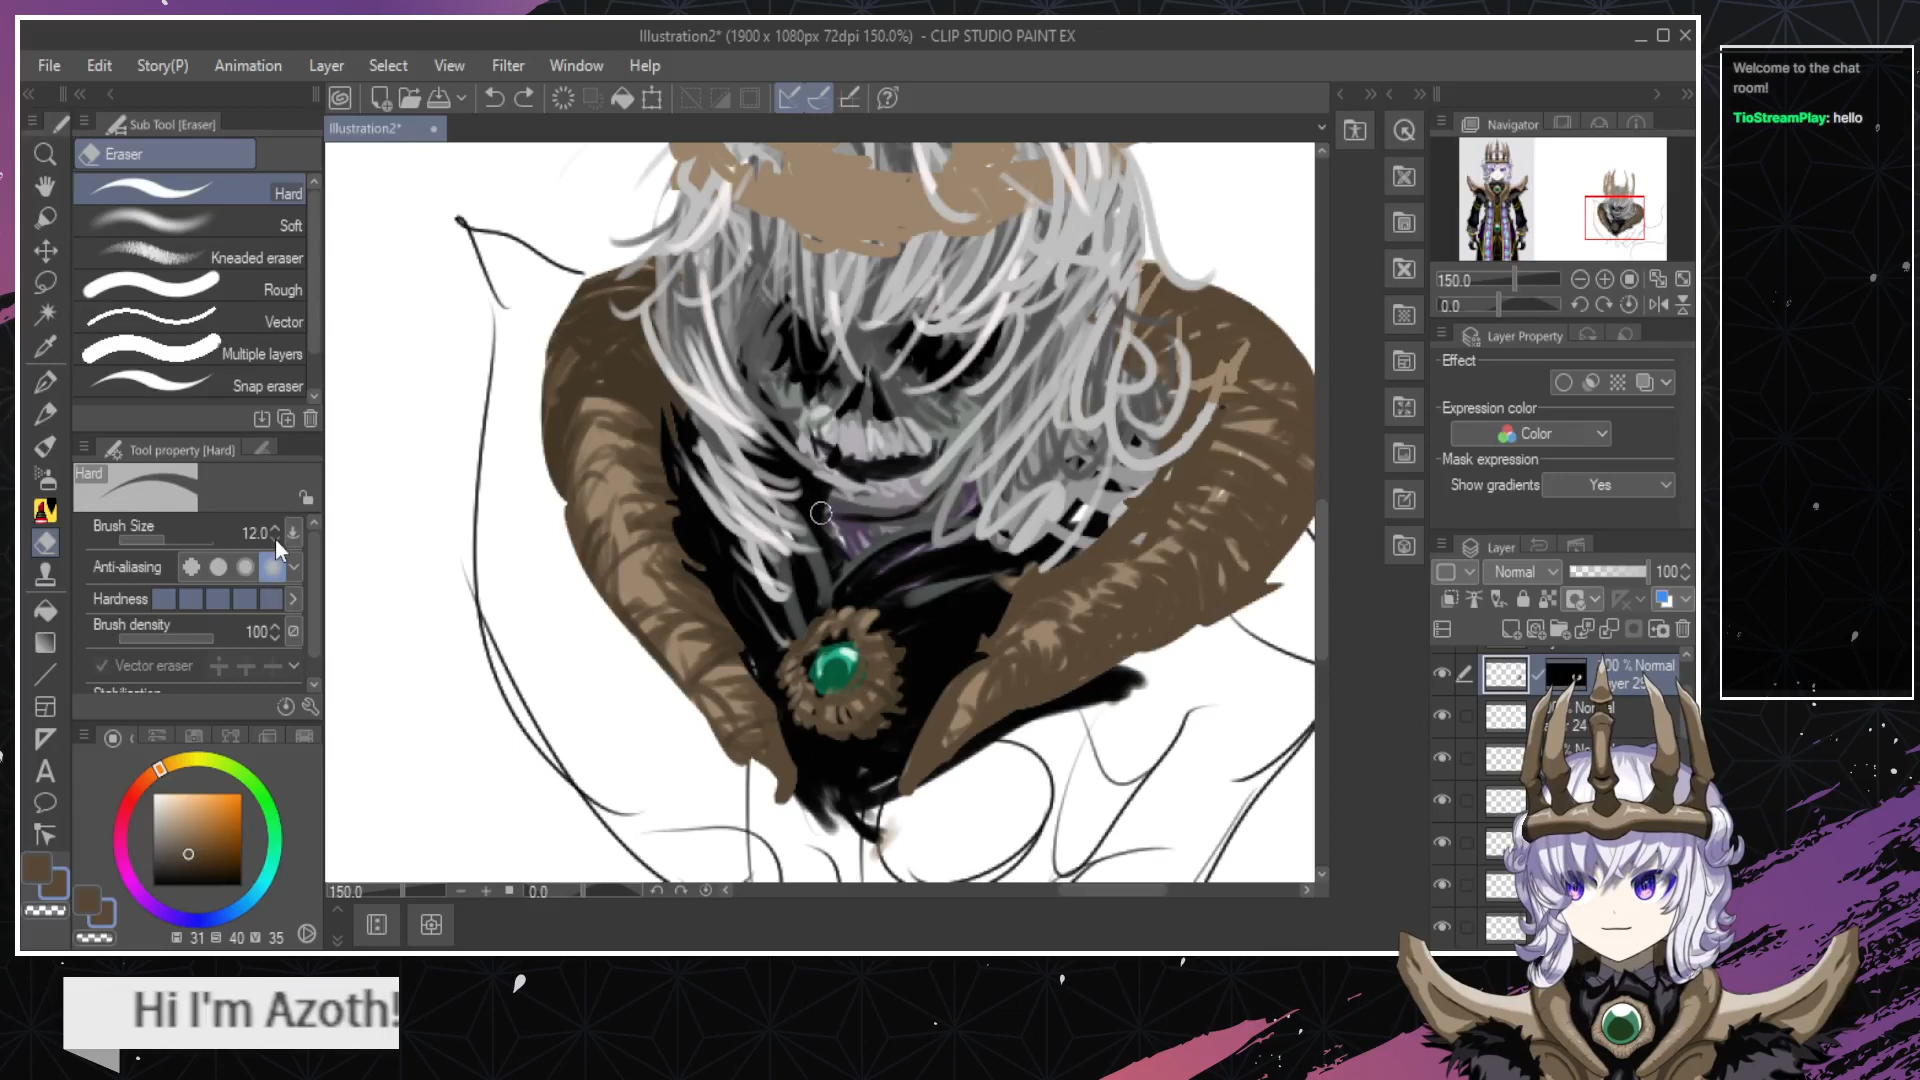 Illustration2* (1900 x 1080px 72dpi 150.0%) - CLIP STUDIO PAINT EX
File Edit Story(P) Animation Layer Select View Filter Window Help
Sub Tool [Eraser]
Eraser
Hard
Soft
Kneaded eraser
Rough
Vector
Multiple layers
Snap eraser
Tool property [Hard]
Hard
Brush Size 12.0
Anti-aliasing
Hardness
Brush density 100
Vector eraser
31 40 35
Illustration2*
150.0 0.0
Navigator
150.0
0.0
Layer Property
Effect
Expression color
Color
Mask expression
Show gradients Yes
Layer
Normal 100
Welcome to the chat
room!
TioStreamPlay: hello
Hi I'm Azoth!